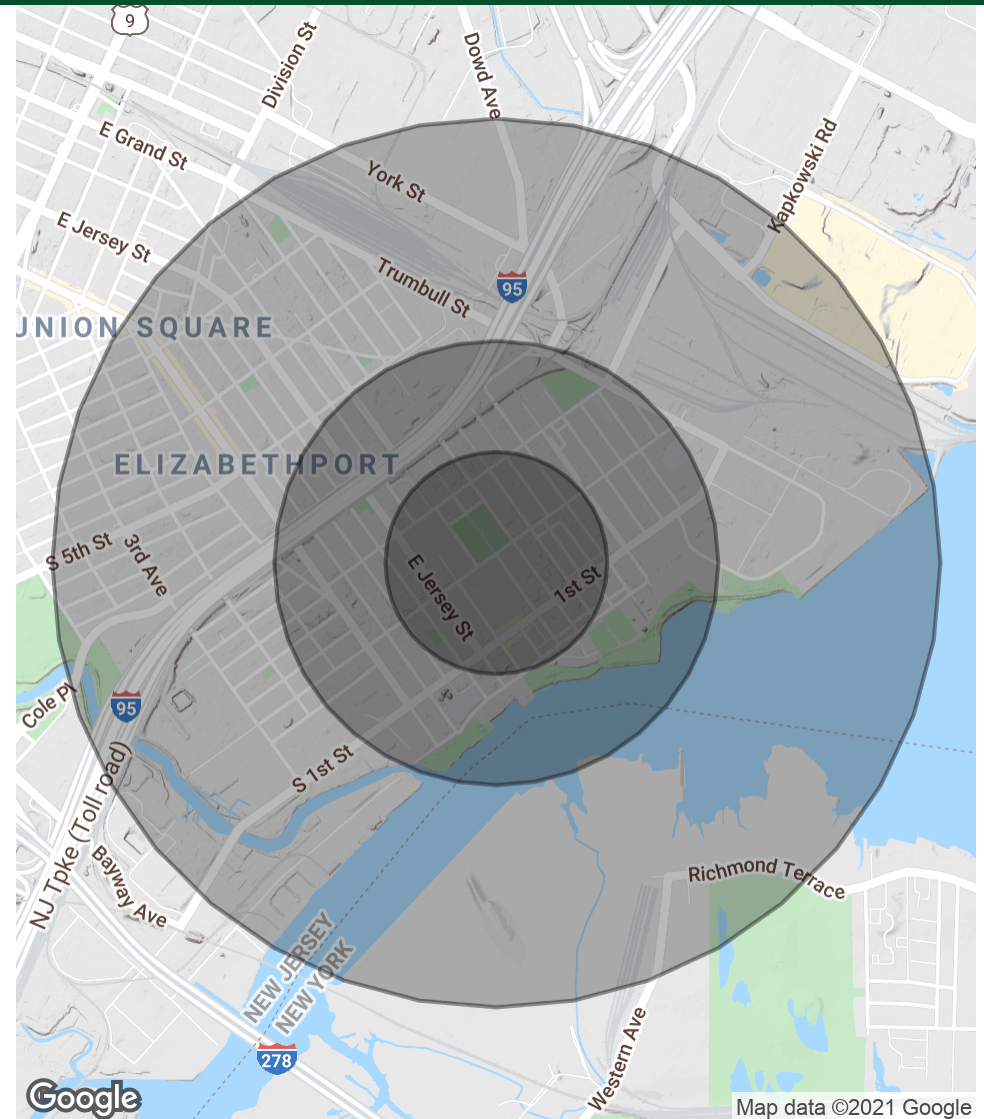 9
Division St
Dowd Ave
E Grand St
York St
Kapkowski Rd
E Jersey St
Trumbull St
95
UNION SQUARE
ELIZABETHPORT
S 5th St
3rd Ave
E Jersey St
1st St
Cole Pl
95
S 1st St
NJ Tpke (Toll road)
Bayway Ave
Richmond Terrace
NEW JERSEY
NEW YORK
278
Western Ave
Google
Map data ©2021 Google